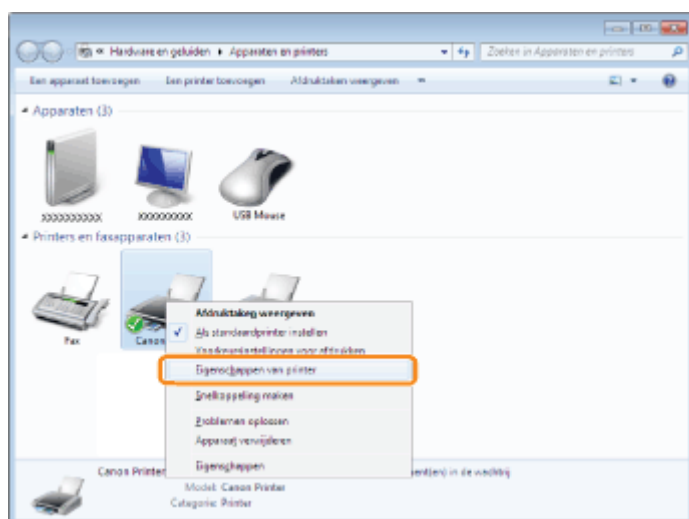 « Hardware en geluiden ▸ Apparaten en printers
Zoeken in Apparaten en printers
Een apparaat toevoegen Een printer toevoegen Afdruktaken weergeven »
Apparaten (3)
xxxxxxxxxx xxxxxxxxx USB Mouse
Printers en faxapparaten (3)
Fax
Canon
Afdruktaken weergeven
Als standaardprinter instellen
Voorkeursinstellingen voor afdrukken
Eigenschappen van printer
Snelkoppeling maken
Problemen oplossen
Apparaat verwijderen
Eigenschappen
Canon Printer
ent(en) in de wachtrij
Model: Canon Printer
Categorie: Printer